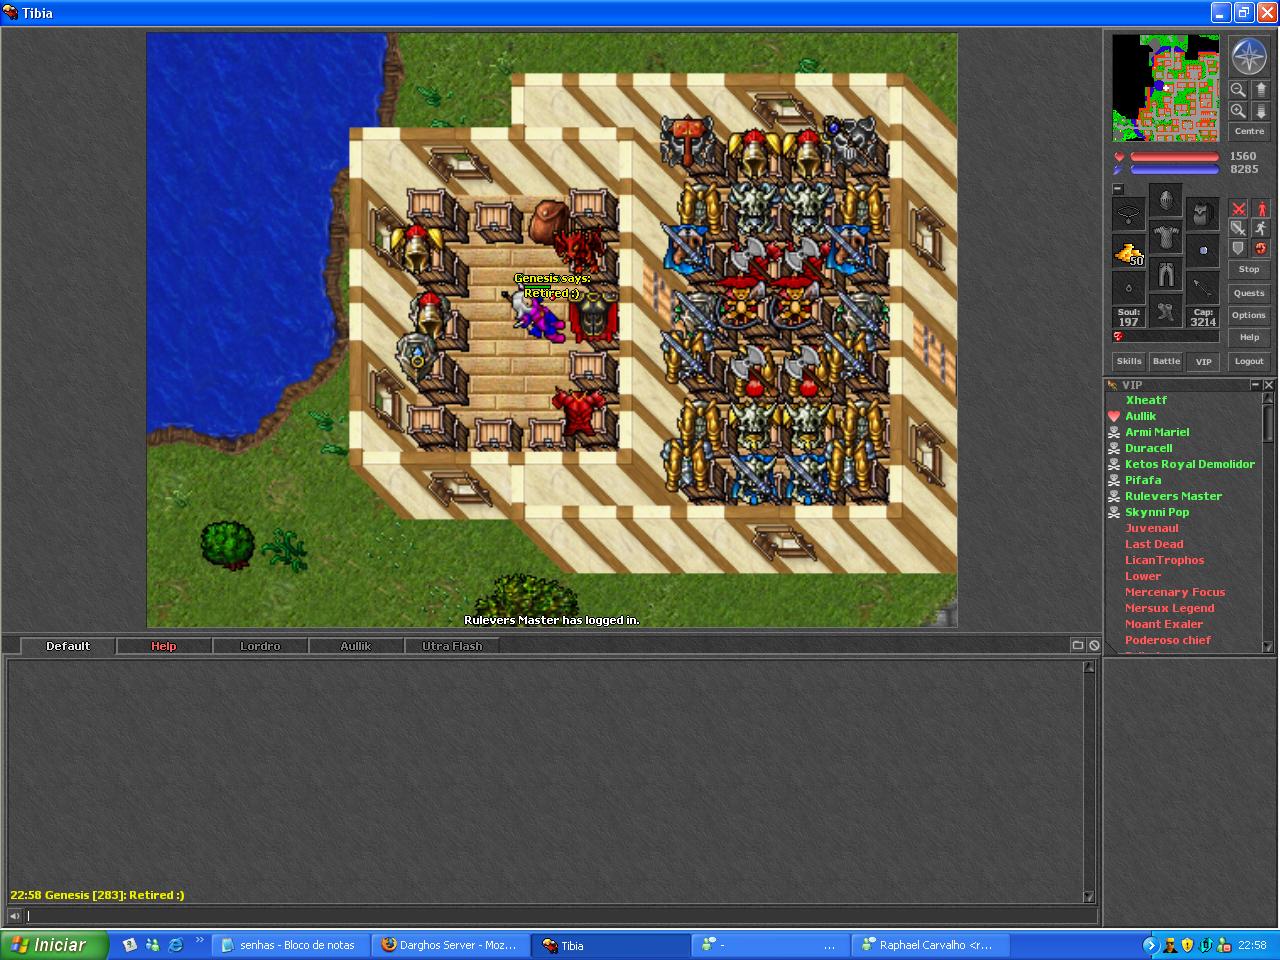 Tibia
Genesis says:
Retired :)
Rulevers Master has logged in.
Centre
1560
8285
50
Soul:
197
Cap:
3214
Stop
Quests
Options
Help
Skills
Battle
VIP
Logout
VIP
Xheatf
Aullik
Armi Mariel
Duracell
Ketos Royal Demolidor
Pifafa
Rulevers Master
Skynni Pop
Juvenaul
Last Dead
LicanTrophos
Lower
Mercenary Focus
Mersux Legend
Moant Exaler
Poderoso chief
Default
Help
Lordro
Aullik
Utra Flash
22:58 Genesis [283]: Retired :)
Iniciar
senhas - Bloco de notas
Darghos Server - Moz...
Tibia
- ...
Raphael Carvalho <r...
22:58